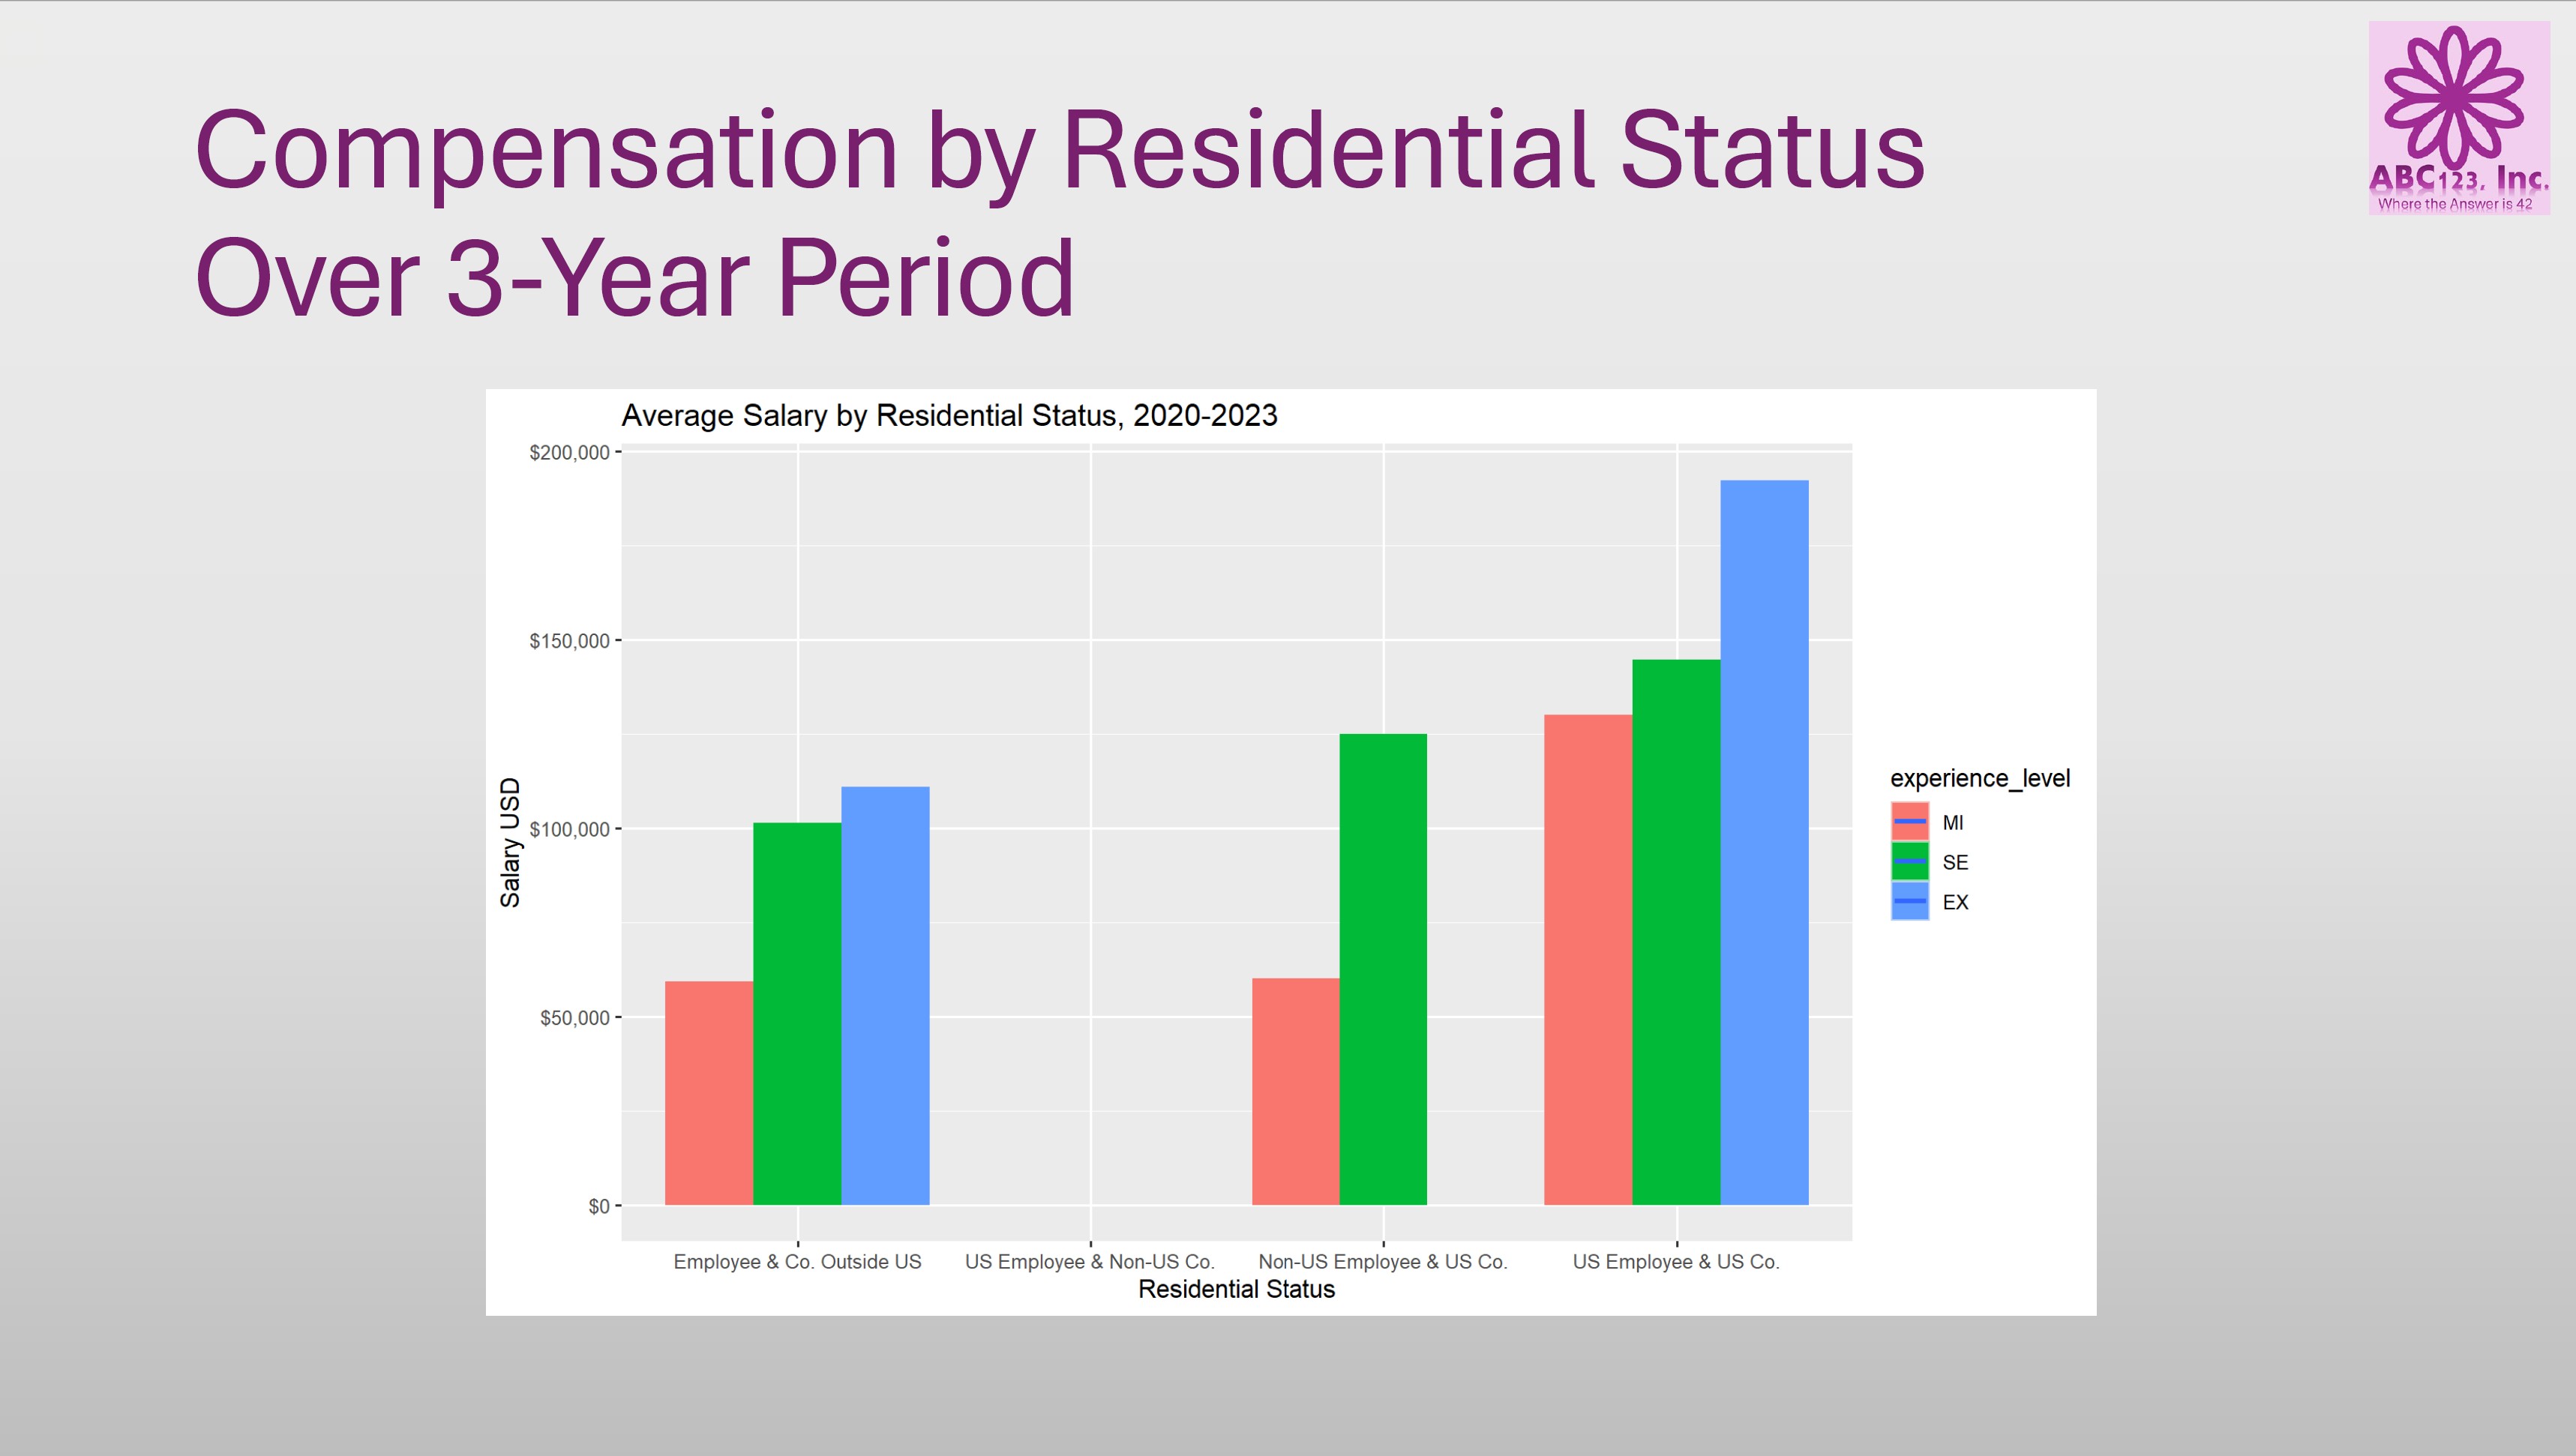 Compensation by Residential Status
Over 3-Year Period
ABC123, Inc.
Where the Answer is 42
Average Salary by Residential Status, 2020-2023
$200,000
$150,000
$100,000
$50,000
$0
Salary USD
Employee & Co. Outside US
US Employee & Non-US Co.
Non-US Employee & US Co.
US Employee & US Co.
Residential Status
experience_level
MI
SE
EX